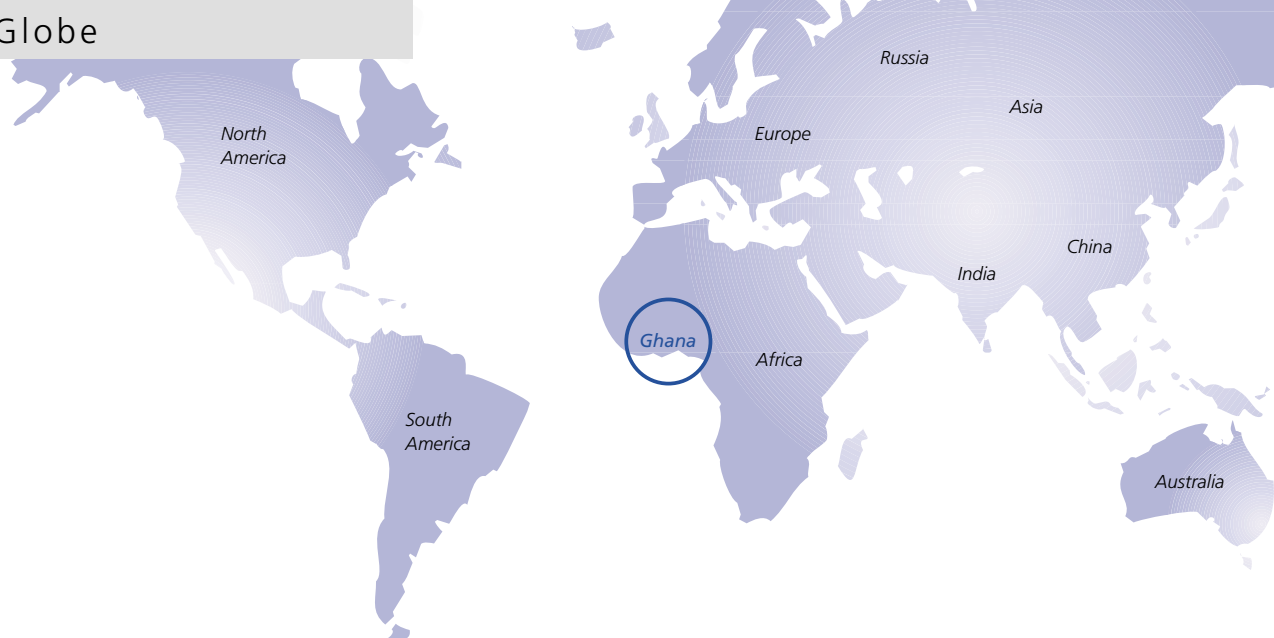 Globe
Russia
Asia
North
America
Europe
China
India
Ghana
Africa
South
America
Australia